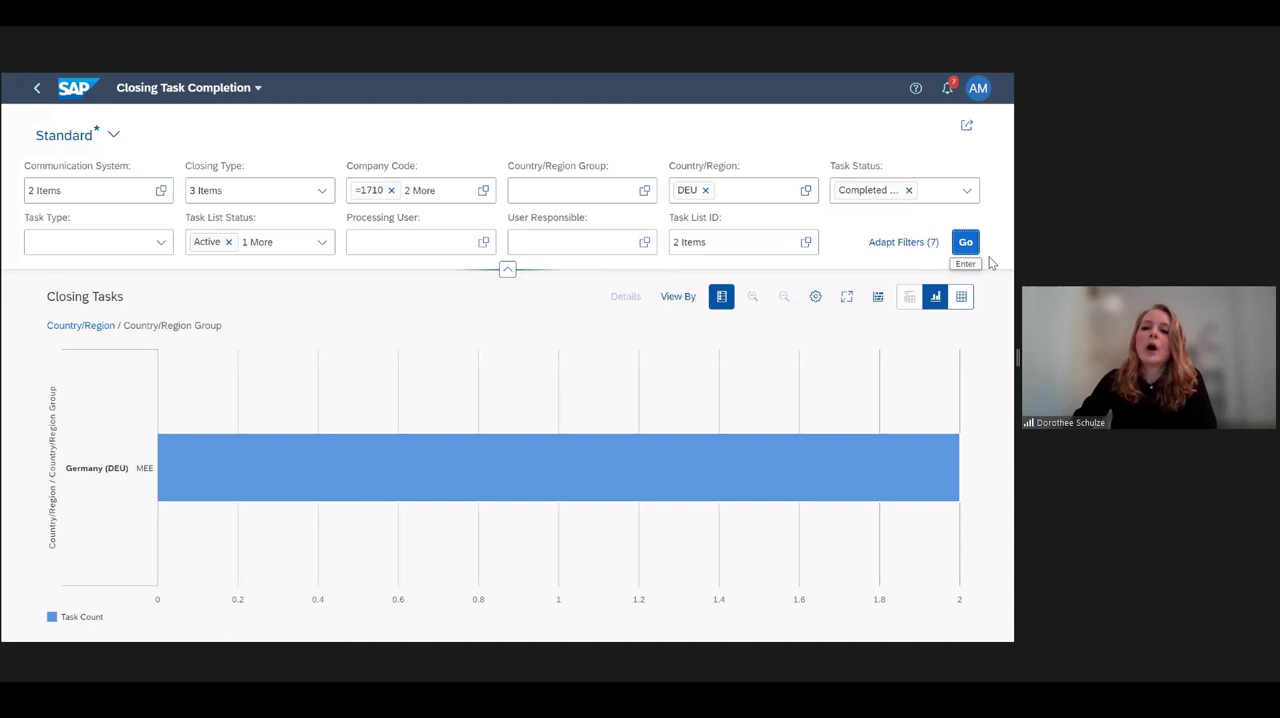 SAP Closing Task Completion 7 AM
Standard*
Communication System: Closing Type: Company Code: Country/Region Group: Country/Region: Task Status:
2 Items 3 Items =1710 2 More DEU Completed ...
Task Type: Task List Status: Processing User: User Responsible: Task List ID:
Active 1 More 2 Items Adapt Filters (7) Go
Enter
Closing Tasks Details View By
Country/Region / Country/Region Group
Country/Region / Country/Region Group
Germany (DEU) MEE
0 0.2 0.4 0.6 0.8 1 1.2 1.4 1.6 1.8 2
Task Count
Dorothee Schulze